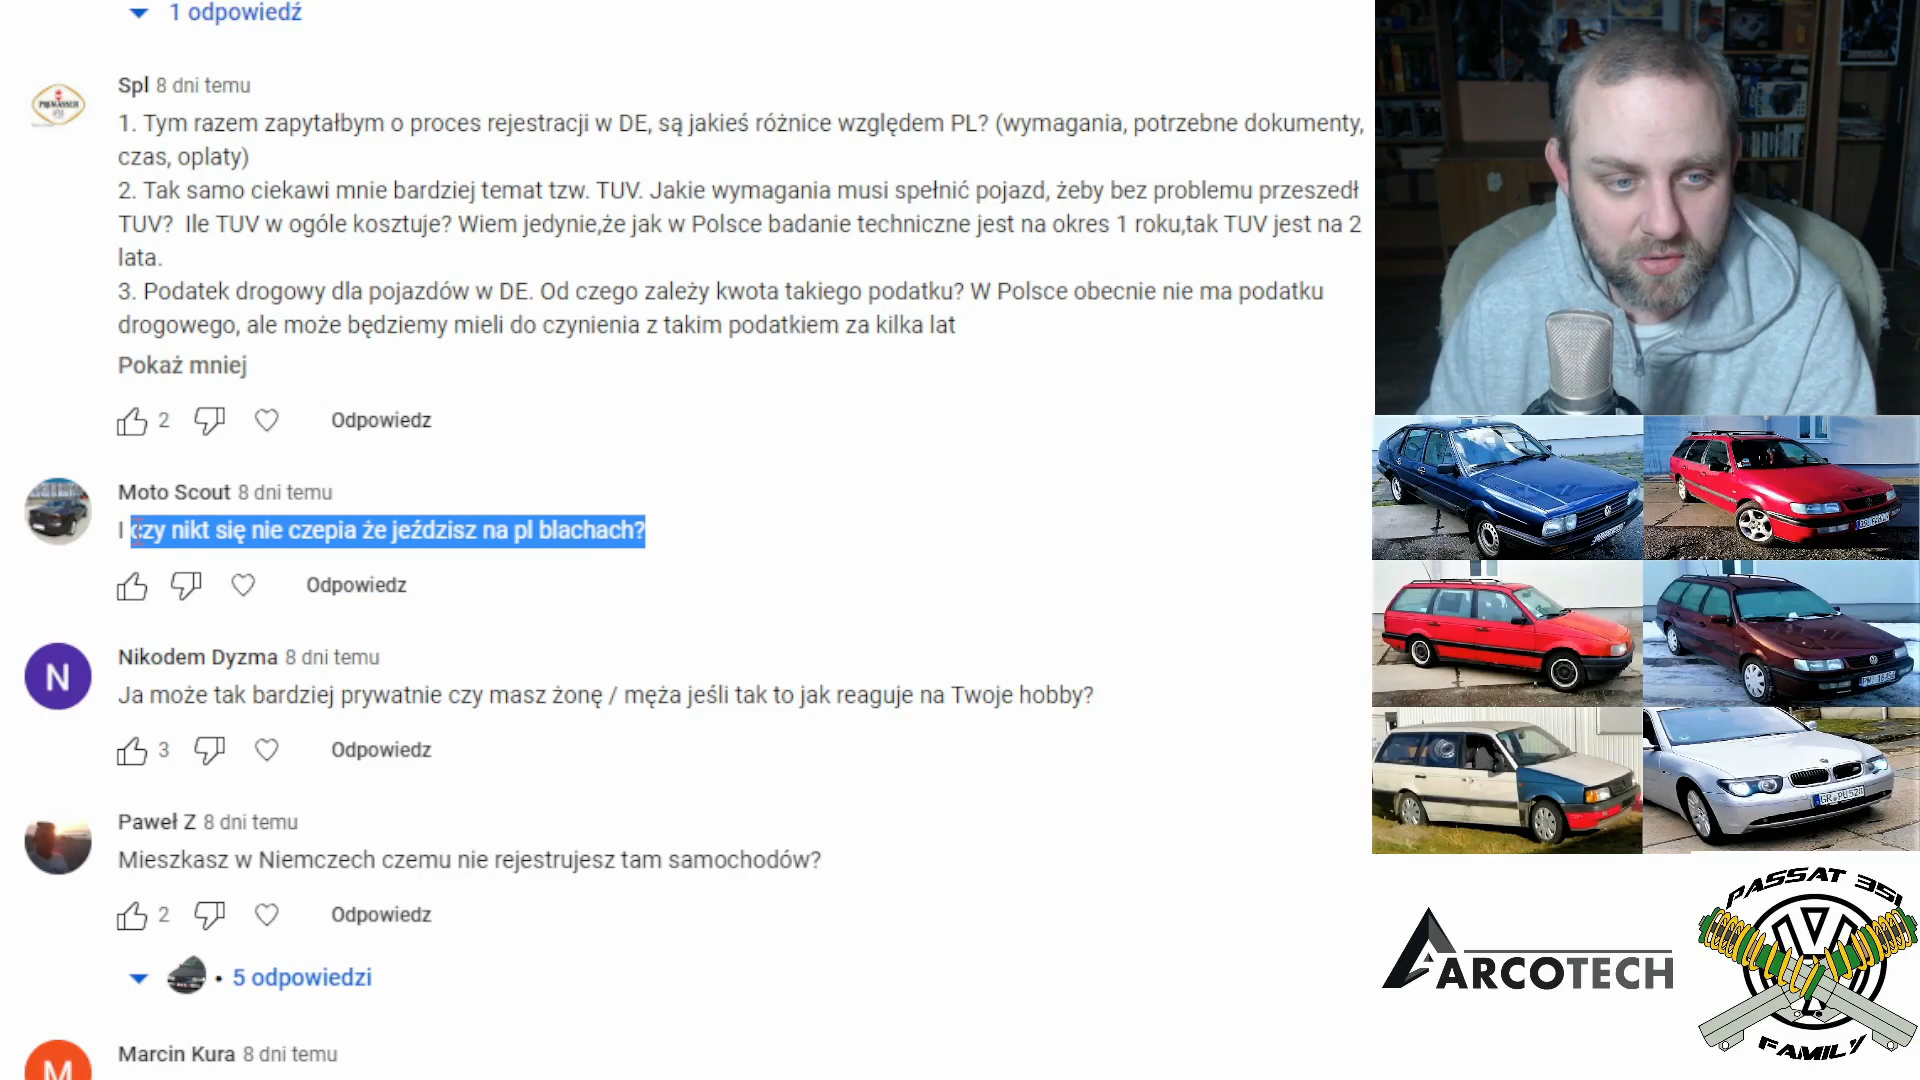 1 odpowiedź
Spl 8 dni temu
1. Tym razem zapytałbym o proces rejestracji w DE, są jakieś różnice względem PL? (wymagania, potrzebne dokumenty,
czas, oplaty)
2. Tak samo ciekawi mnie bardziej temat tzw. TUV. Jakie wymagania musi spełnić pojazd, żeby bez problemu przeszedł
TUV?  Ile TUV w ogóle kosztuje? Wiem jedynie,że jak w Polsce badanie techniczne jest na okres 1 roku,tak TUV jest na 2
lata.
3. Podatek drogowy dla pojazdów w DE. Od czego zależy kwota takiego podatku? W Polsce obecnie nie ma podatku
drogowego, ale może będziemy mieli do czynienia z takim podatkiem za kilka lat
Pokaż mniej
2 Odpowiedz
Moto Scout 8 dni temu
I czy nikt się nie czepia że jeździsz na pl blachach?
Odpowiedz
N
Nikodem Dyzma 8 dni temu
Ja może tak bardziej prywatnie czy masz żonę / męża jeśli tak to jak reaguje na Twoje hobby?
3 Odpowiedz
Paweł Z 8 dni temu
Mieszkasz w Niemczech czemu nie rejestrujesz tam samochodów?
2 Odpowiedz
• 5 odpowiedzi
M
Marcin Kura 8 dni temu
ARCOTECH
PASSAT 35i
FAMILY